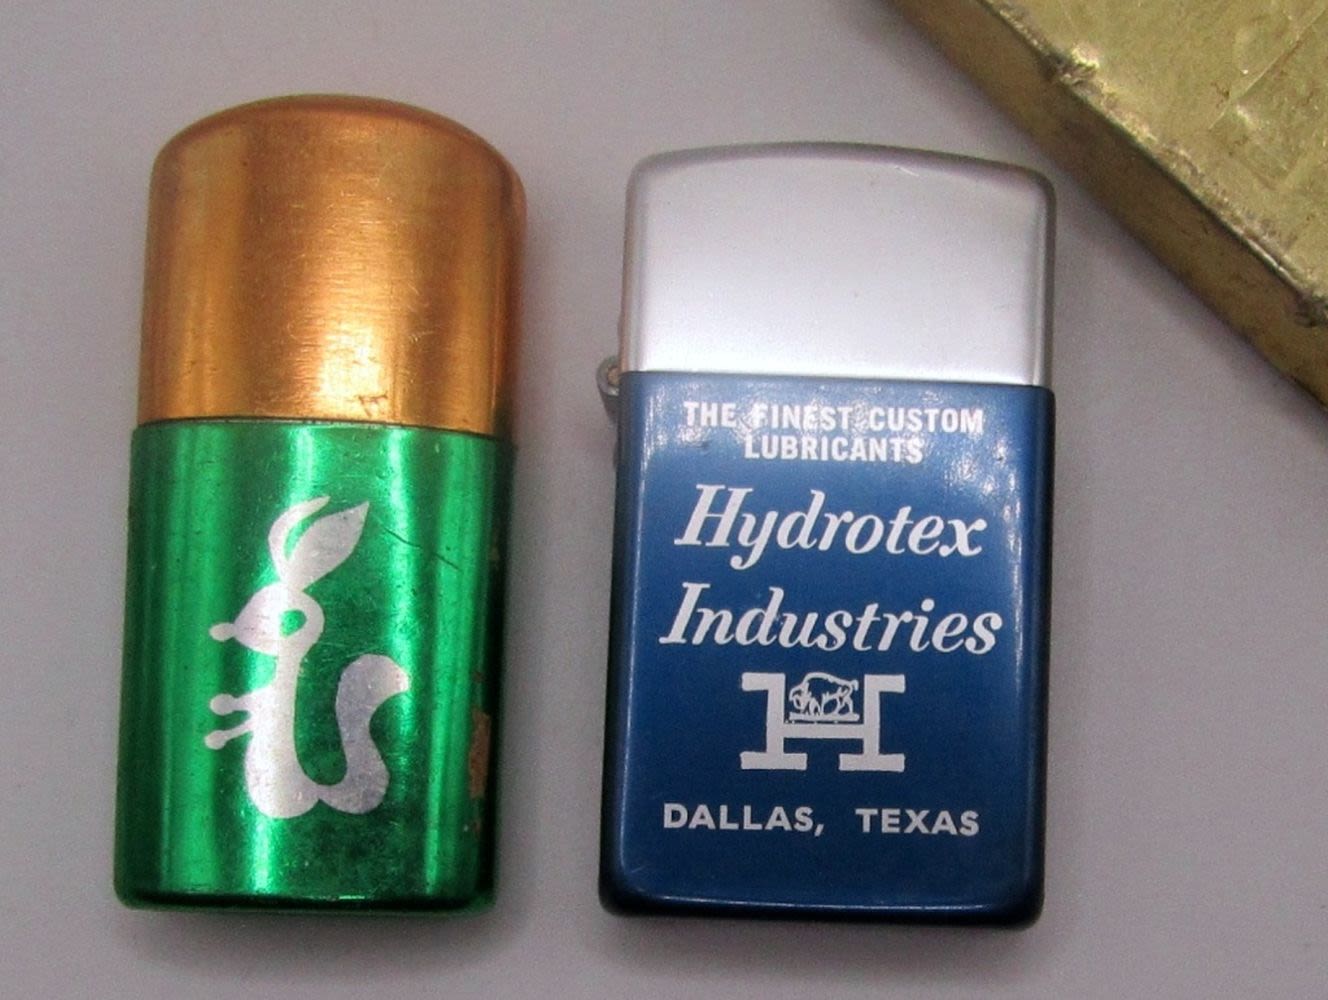 THE FINEST CUSTOM
LUBRICANTS
Hydrotex
Industries
H
DALLAS, TEXAS